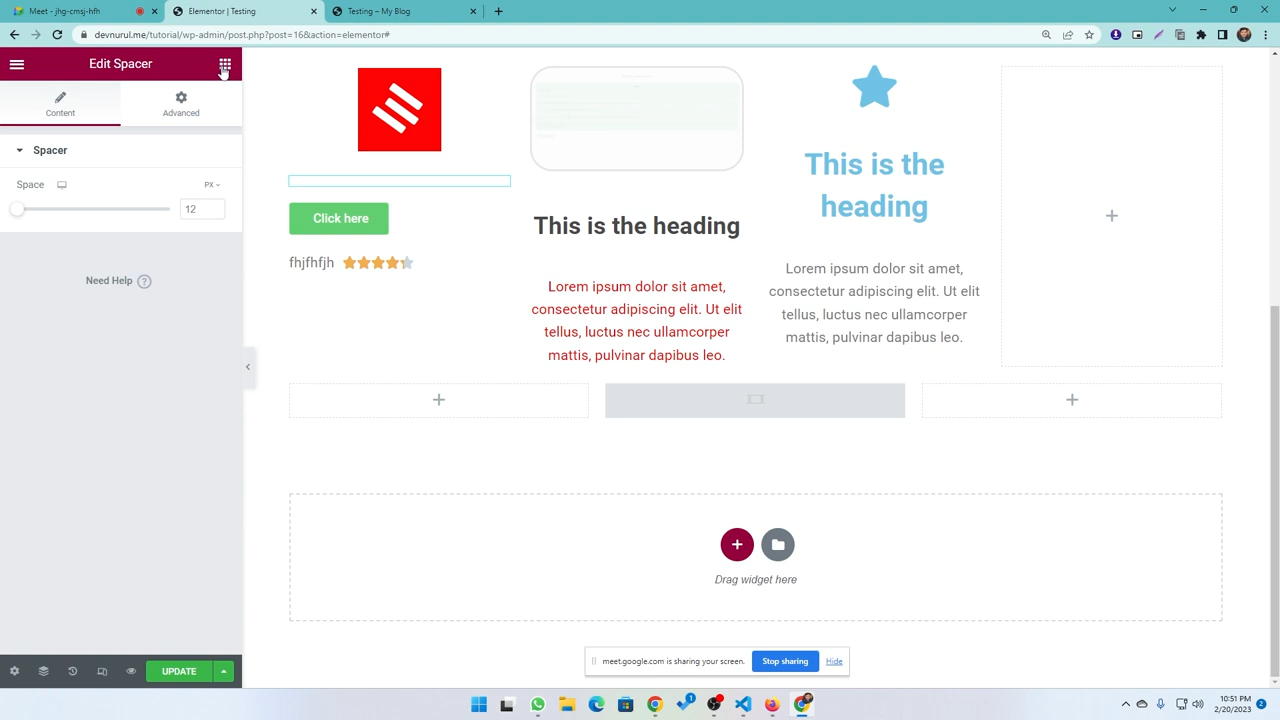 Meet - jhg-cmsj-nfh
Elementor | Testing
Testing – My Blog
devnurul.me/tutorial/wp-admin/post.php?post=16&action=elementor#
Edit Spacer
Content
Advanced
Spacer
Space
PX
12
Need Help ?
UPDATE
Click here
fhjfhfjh
This is the heading
Lorem ipsum dolor sit amet,
consectetur adipiscing elit. Ut elit
tellus, luctus nec ullamcorper
mattis, pulvinar dapibus leo.
This is the
heading
Lorem ipsum dolor sit amet,
consectetur adipiscing elit. Ut elit
tellus, luctus nec ullamcorper
mattis, pulvinar dapibus leo.
Drag widget here
meet.google.com is sharing your screen.
Stop sharing
Hide
1
10:51 PM
2/20/2023
2